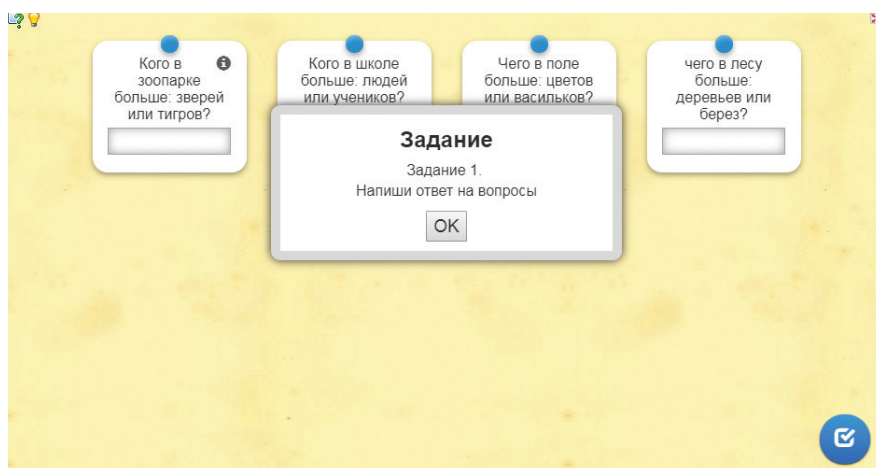 Кого в
зоопарке
больше: зверей
или тигров?
Кого в школе
больше: людей
или учеников?
Чего в поле
больше: цветов
или васильков?
чего в лесу
больше:
деревьев или
берез?
Задание
Задание 1.
Напиши ответ на вопросы
OK